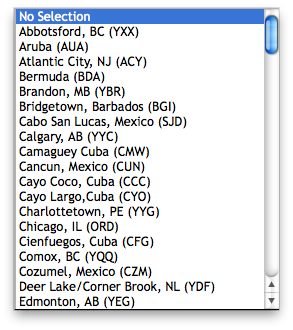 No Selection
Abbotsford, BC (YXX)
Aruba (AUA)
Atlantic City, NJ (ACY)
Bermuda (BDA)
Brandon, MB (YBR)
Bridgetown, Barbados (BGI)
Cabo San Lucas, Mexico (SJD)
Calgary, AB (YYC)
Camaguey Cuba (CMW)
Cancun, Mexico (CUN)
Cayo Coco, Cuba (CCC)
Cayo Largo,Cuba (CYO)
Charlottetown, PE (YYG)
Chicago, IL (ORD)
Cienfuegos, Cuba (CFG)
Comox, BC (YQQ)
Cozumel, Mexico (CZM)
Deer Lake/Corner Brook, NL (YDF)
Edmonton, AB (YEG)